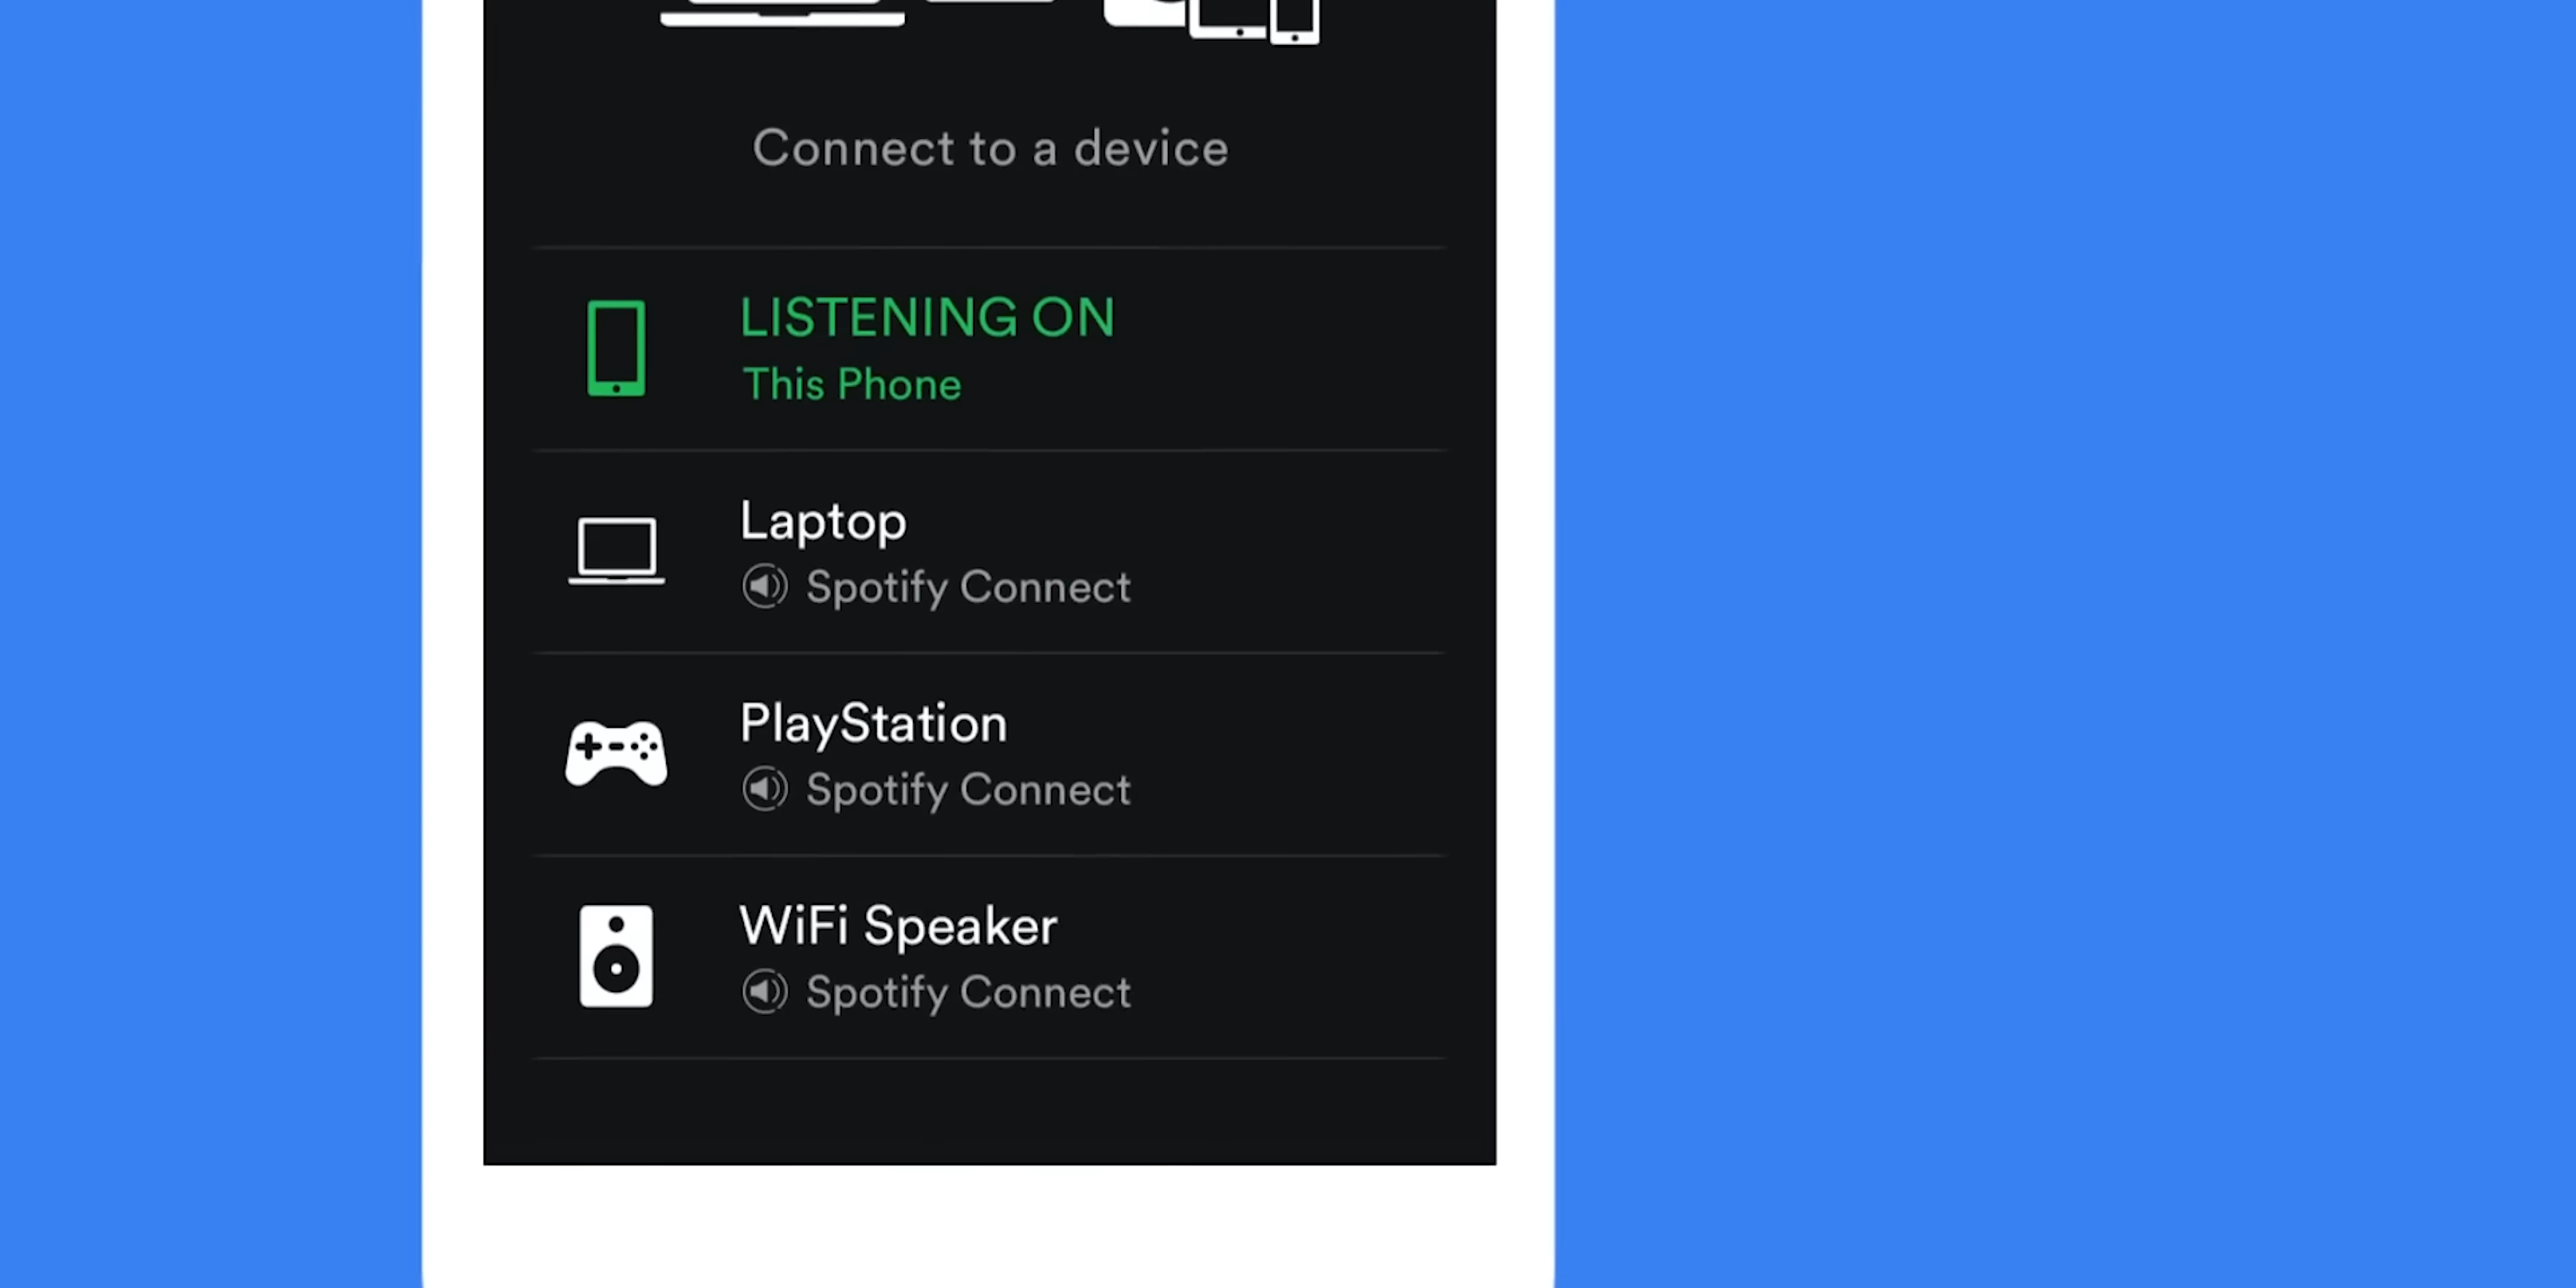 Connect to a device
LISTENING ON
This Phone
Laptop
Spotify Connect
PlayStation
Spotify Connect
WiFi Speaker
Spotify Connect